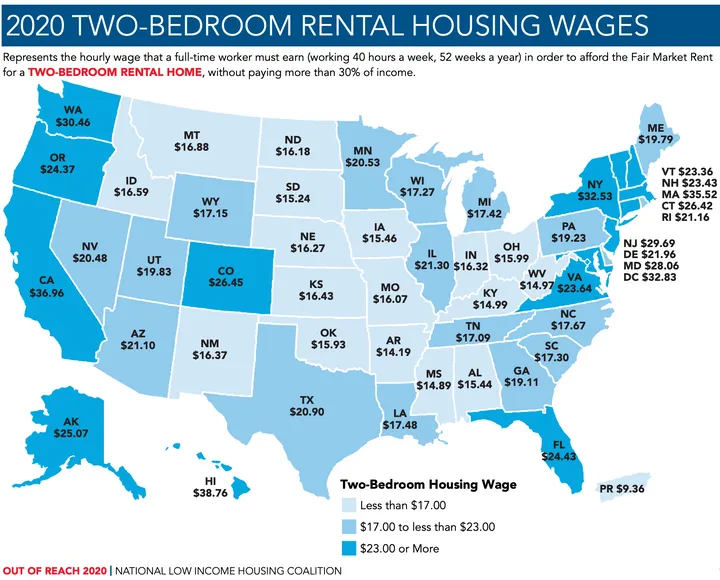 2020 TWO-BEDROOM RENTAL HOUSING WAGES
Represents the hourly wage that a full-time worker must earn (working 40 hours a week, 52 weeks a year) in order to afford the Fair Market Rent
for a TWO-BEDROOM RENTAL HOME, without paying more than 30% of income.
WA
$30.46
OR
$24.37
CA
$36.96
NV
$20.48
ID
$16.59
MT
$16.88
WY
$17.15
UT
$19.83
CO
$26.45
AZ
$21.10
NM
$16.37
ND
$16.18
SD
$15.24
NE
$16.27
KS
$16.43
OK
$15.93
TX
$20.90
MN
$20.53
IA
$15.46
MO
$16.07
AR
$14.19
LA
$17.48
WI
$17.27
IL
$21.30
MI
$17.42
IN
$16.32
OH
$15.99
KY
$14.99
TN
$17.09
MS
$14.89
AL
$15.44
GA
$19.11
FL
$24.43
SC
$17.30
NC
$17.67
VA
$23.64
WV
$14.97
PA
$19.23
NY
$32.53
ME
$19.79
VT $23.36
NH $23.43
MA $35.52
CT $26.42
RI $21.16
NJ $29.69
DE $21.96
MD $28.06
DC $32.83
AK
$25.07
HI
$38.76
PR $9.36
Two-Bedroom Housing Wage
Less than $17.00
$17.00 to less than $23.00
$23.00 or More
OUT OF REACH 2020 | NATIONAL LOW INCOME HOUSING COALITION